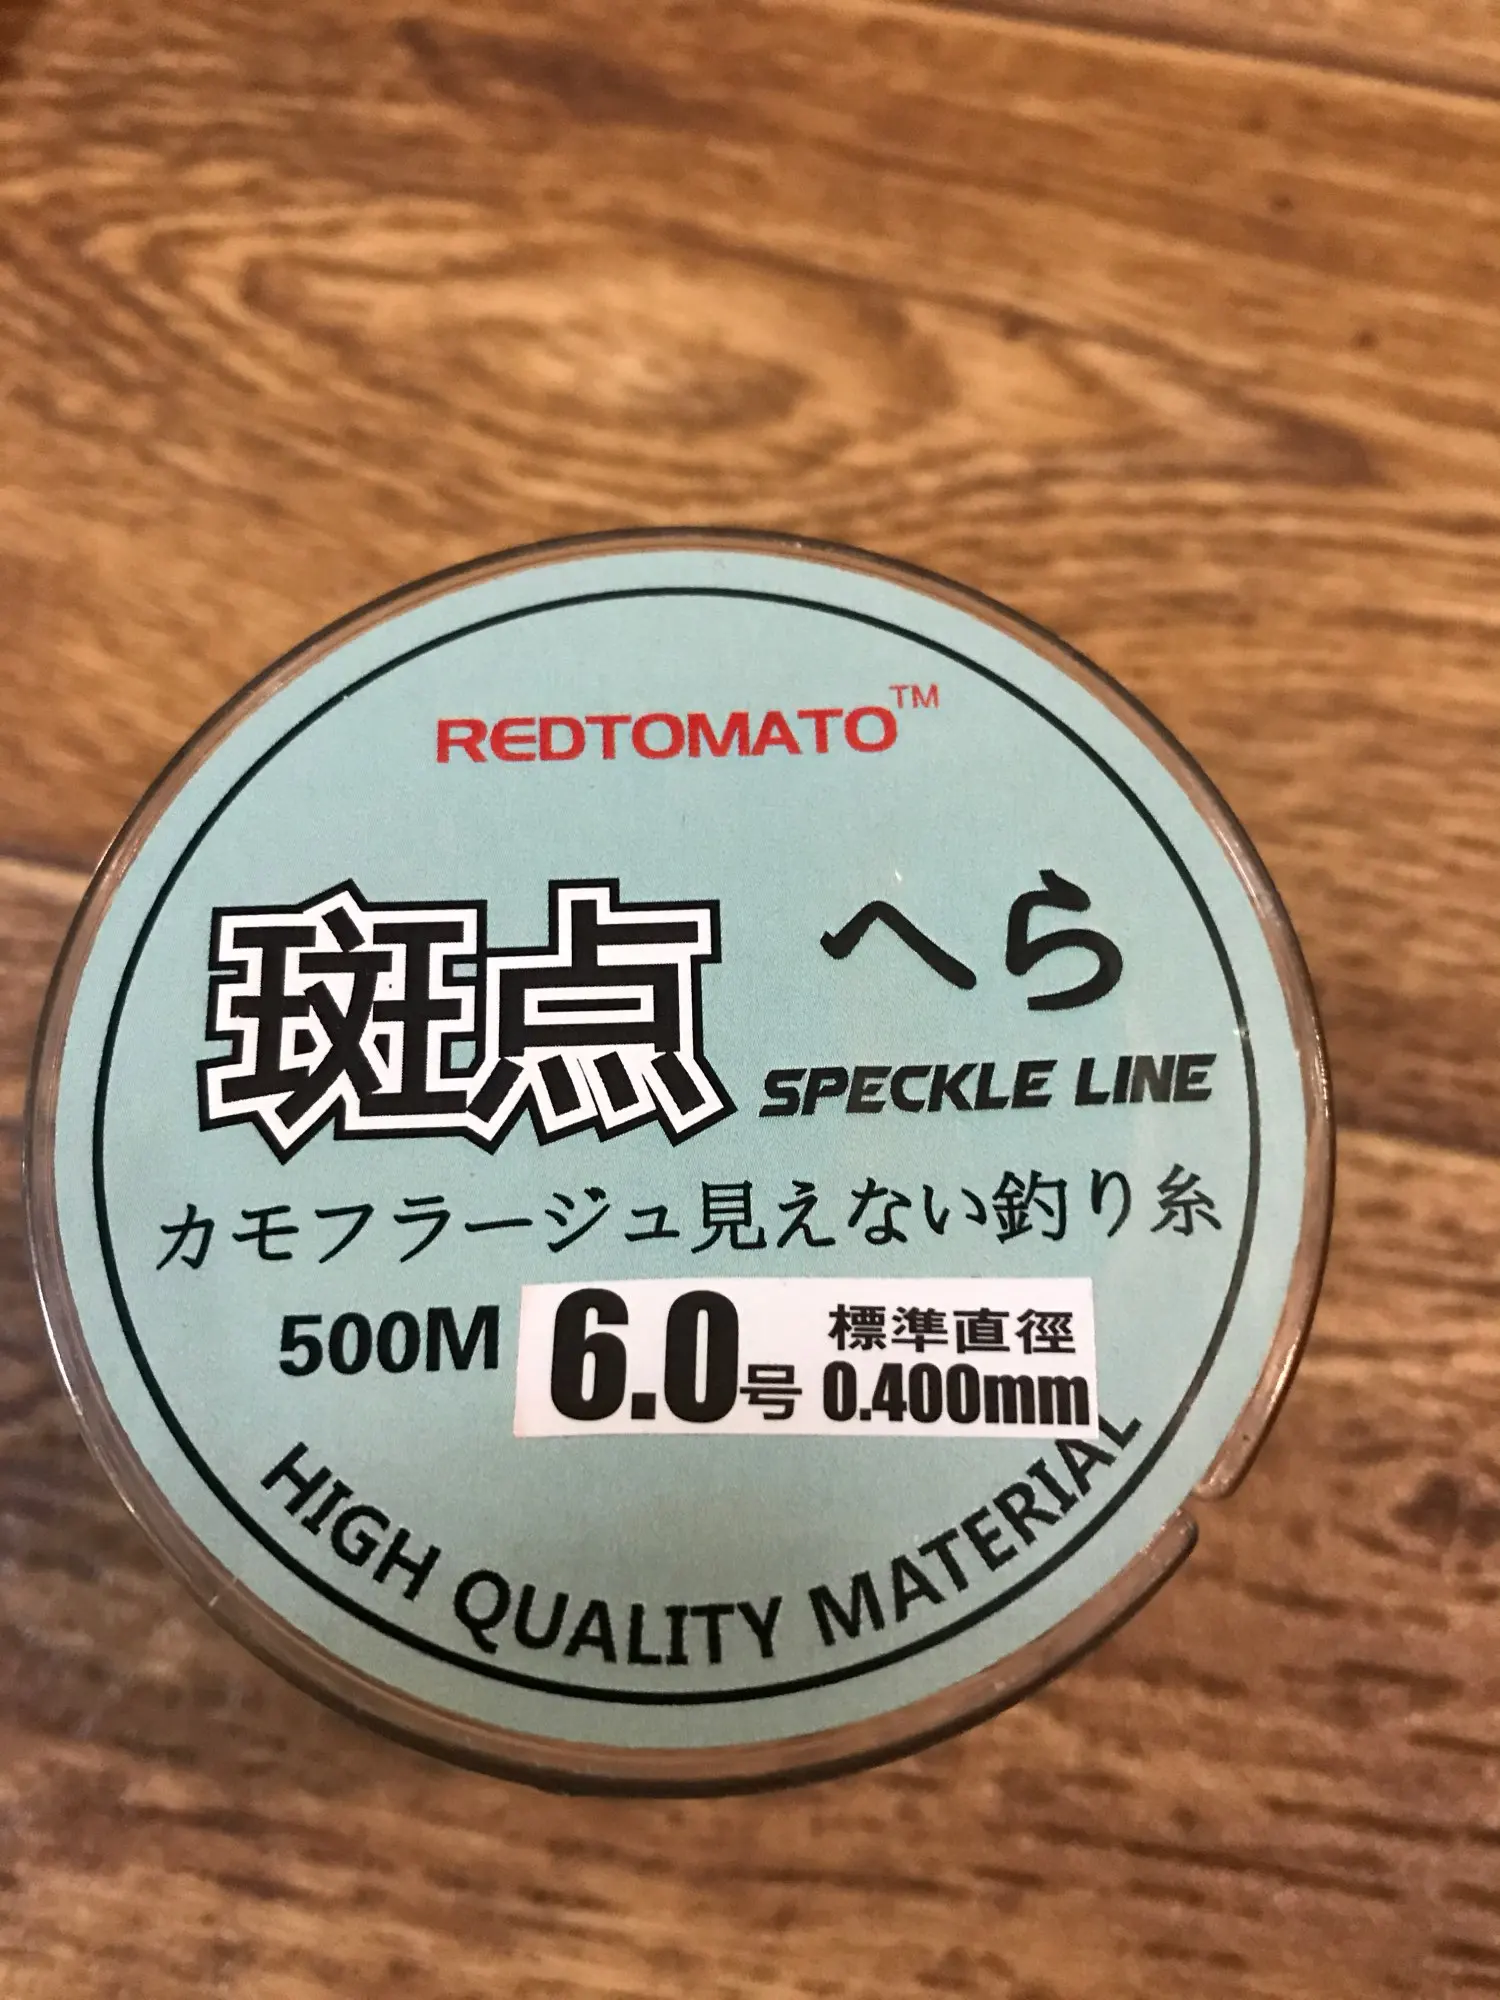 REDTOMATO™
斑点 へら
SPECKLE LINE
カモフラージュ見えない釣り糸
500M 6.0号 標準直徑
0.400mm
HIGH QUALITY MATERIAL